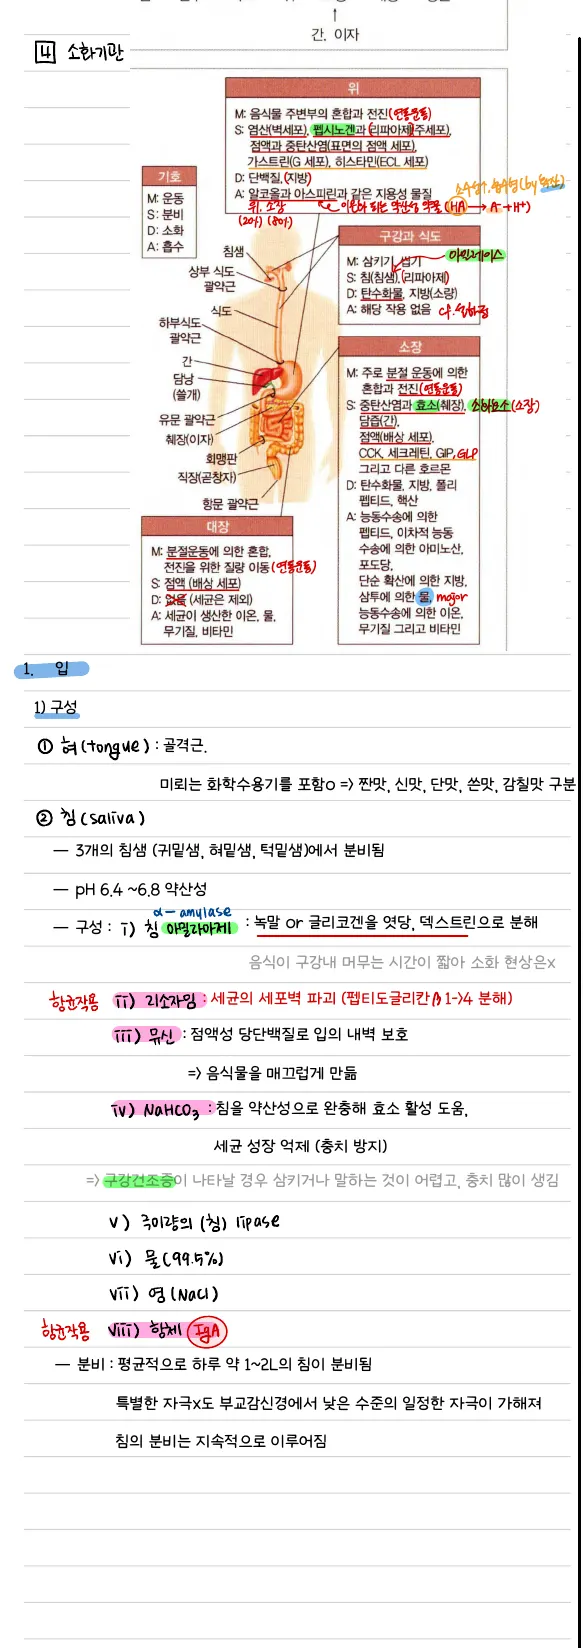 간, 이자
4 소화기관
위
M: 음식물 주변부의 혼합과 전진 (연동운동)
S: 염산(벽세포), 펩시노겐과 (리파아제)(주세포),
점액과 중탄산염(표면의 점액 세포),
가스트린(G 세포), 히스타민(ECL 세포)
D: 단백질, (지방)
A: 알코올과 아스피린과 같은 지용성 물질
위, 소장
(20%) (80%)
이온화 되는 약산성 약물 (HA → A- + H+)
기호
M: 운동
S: 분비
D: 소화
A: 흡수
구강과 식도
M: 삼키기, 씹기
아밀레이스
S: 침(침샘), (리파아제)
D: 탄수화물, 지방(소량)
A: 해당 작용 없음
침샘
상부 식도
괄약근
식도
하부식도
괄약근
간
담낭
(쓸개)
유문 괄약근
췌장(이자)
회맹판
직장(곧창자)
항문 괄약근
소장
M: 주로 분절 운동에 의한
혼합과 전진 (연동운동)
S: 중탄산염과 효소(췌장), 소화효소(소장)
담즙(간),
점액(배상 세포),
CCK, 세크레틴, GIP, GLP
그리고 다른 호르몬
D: 탄수화물, 지방, 폴리
펩티드, 핵산
A: 능동수송에 의한
펩티드, 이차적 능동
수송에 의한 아미노산,
포도당,
단순 확산에 의한 지방,
삼투에 의한 물, major
능동수송에 의한 이온,
무기질 그리고 비타민
대장
M: 분절운동에 의한 혼합,
전진을 위한 질량 이동 (연동운동)
S: 점액 (배상 세포)
D: 없음 (세균은 제외)
A: 세균이 생산한 이온, 물,
무기질, 비타민
1. 입
1) 구성
① 혀(tongue) : 골격근.
미뢰는 화학수용기를 포함o => 짠맛, 신맛, 단맛, 쓴맛, 감칠맛 구분
② 침(saliva)
— 3개의 침샘 (귀밑샘, 혀밑샘, 턱밑샘)에서 분비됨
— pH 6.4 ~6.8 약산성
α-amylase
— 구성 : i) 침 아밀라아제 : 녹말 or 글리코겐을 엿당, 덱스트린으로 분해
음식이 구강내 머무는 시간이 짧아 소화 현상은x
항균작용 ii) 리소자임 : 세균의 세포벽 파괴 (펩티도글리칸 β 1->4 분해)
iii) 뮤신 : 점액성 당단백질로 입의 내벽 보호
=> 음식물을 매끄럽게 만듦
iv) NaHCO3 : 침을 약산성으로 완충해 효소 활성 도움,
세균 성장 억제 (충치 방지)
=> 구강건조증이 나타날 경우 삼키거나 말하는 것이 어렵고, 충치 많이 생김
v) 극미량의 (침) lipase
vi) 물(99.5%)
vii) 염(NaCl)
항균작용 viii) 항체 IgA
— 분비 : 평균적으로 하루 약 1~2L의 침이 분비됨
특별한 자극x도 부교감신경에서 낮은 수준의 일정한 자극이 가해져
침의 분비는 지속적으로 이루어짐